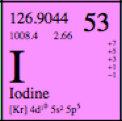 126.9044 53
1008.4 2.66
+7
+5
+3
+1
-1
I
Iodine
[Kr] 4d¹⁰ 5s² 5p⁵